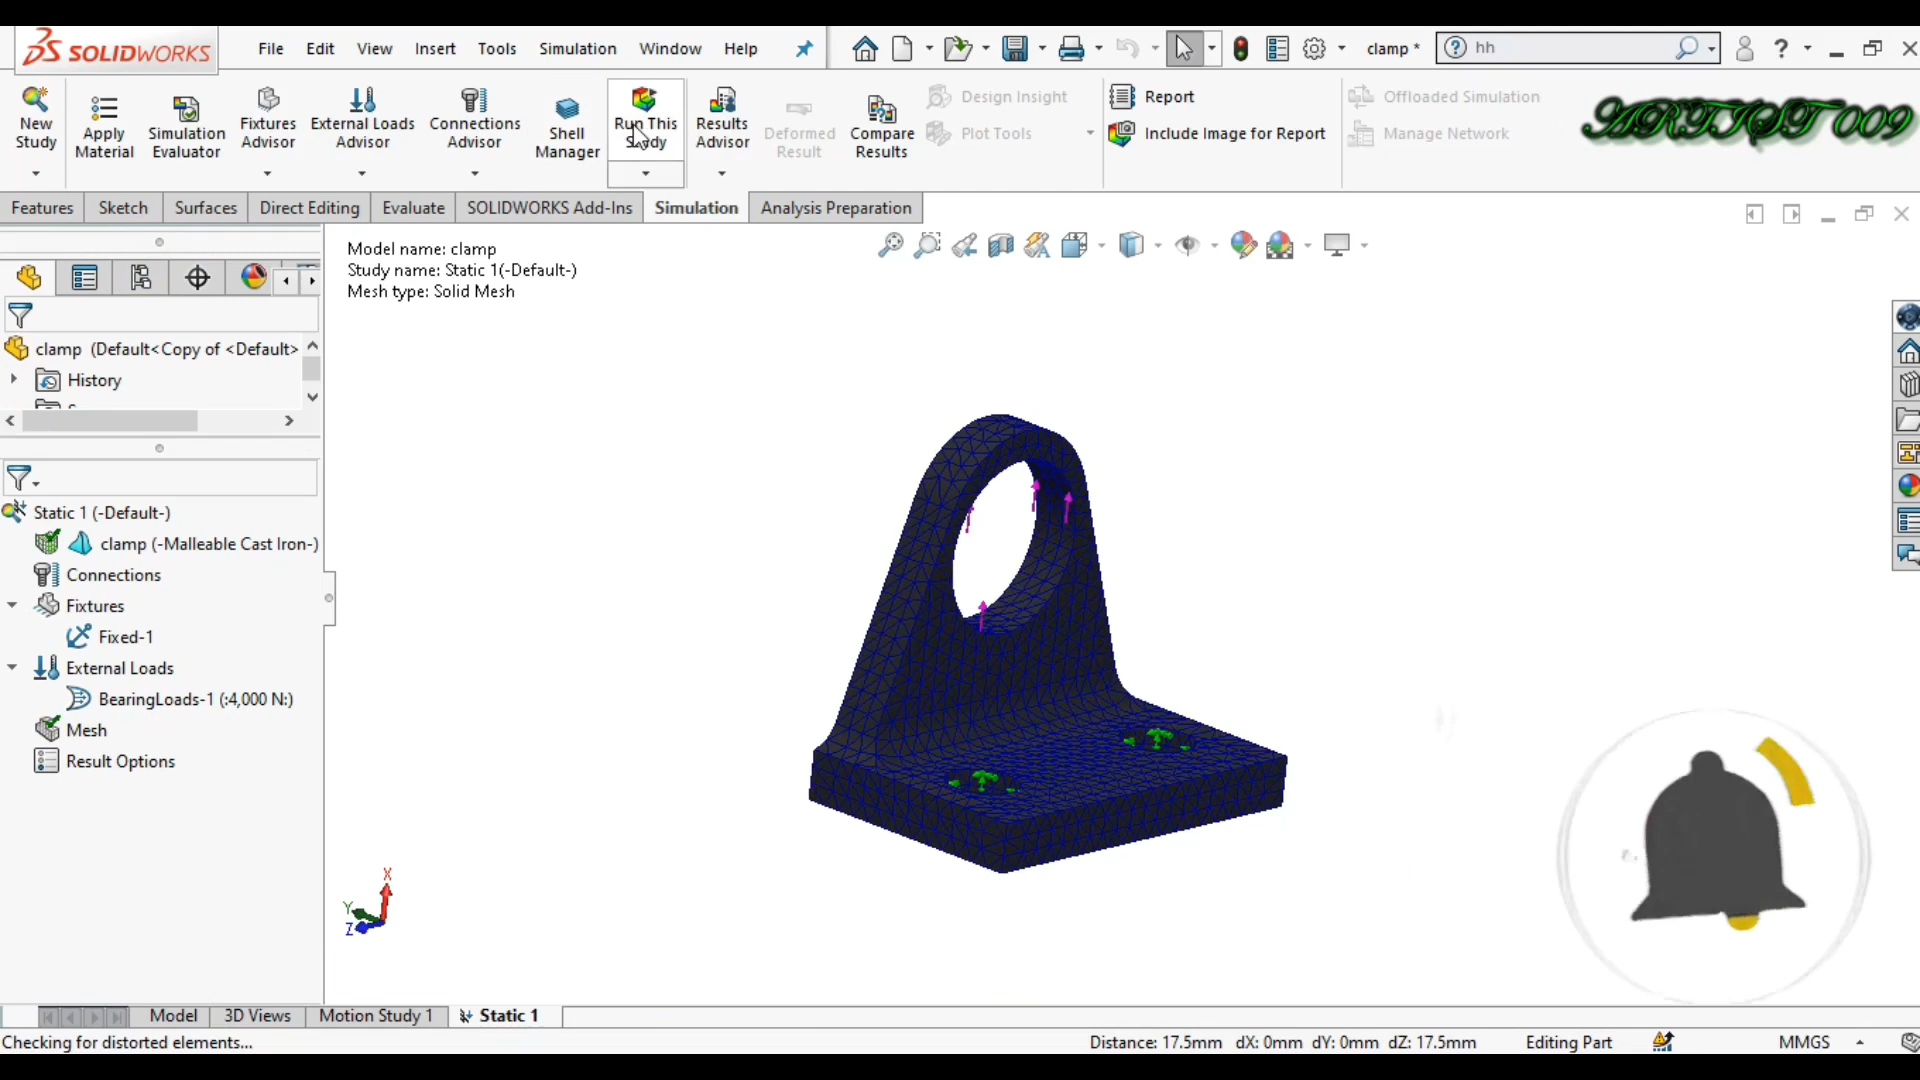 SOLIDWORKS File Edit View Insert Tools Simulation Window Help clamp * hh
New Study
Apply Material
Simulation Evaluator
Fixtures Advisor
External Loads Advisor
Connections Advisor
Shell Manager
Run This Study
Results Advisor
Deformed Result
Compare Results
Design Insight
Plot Tools
Report
Include Image for Report
Offloaded Simulation
Manage Network
ARTIST 009
Features Sketch Surfaces Direct Editing Evaluate SOLIDWORKS Add-Ins Simulation Analysis Preparation
Model name: clamp
Study name: Static 1(-Default-)
Mesh type: Solid Mesh
clamp (Default<Copy of <Default>
History
Static 1 (-Default-)
clamp (-Malleable Cast Iron-)
Connections
Fixtures
Fixed-1
External Loads
BearingLoads-1 (:4,000 N:)
Mesh
Result Options
X
Y
Z
Model 3D Views Motion Study 1 Static 1
Checking for distorted elements... Distance: 17.5mm dX: 0mm dY: 0mm dZ: 17.5mm Editing Part MMGS